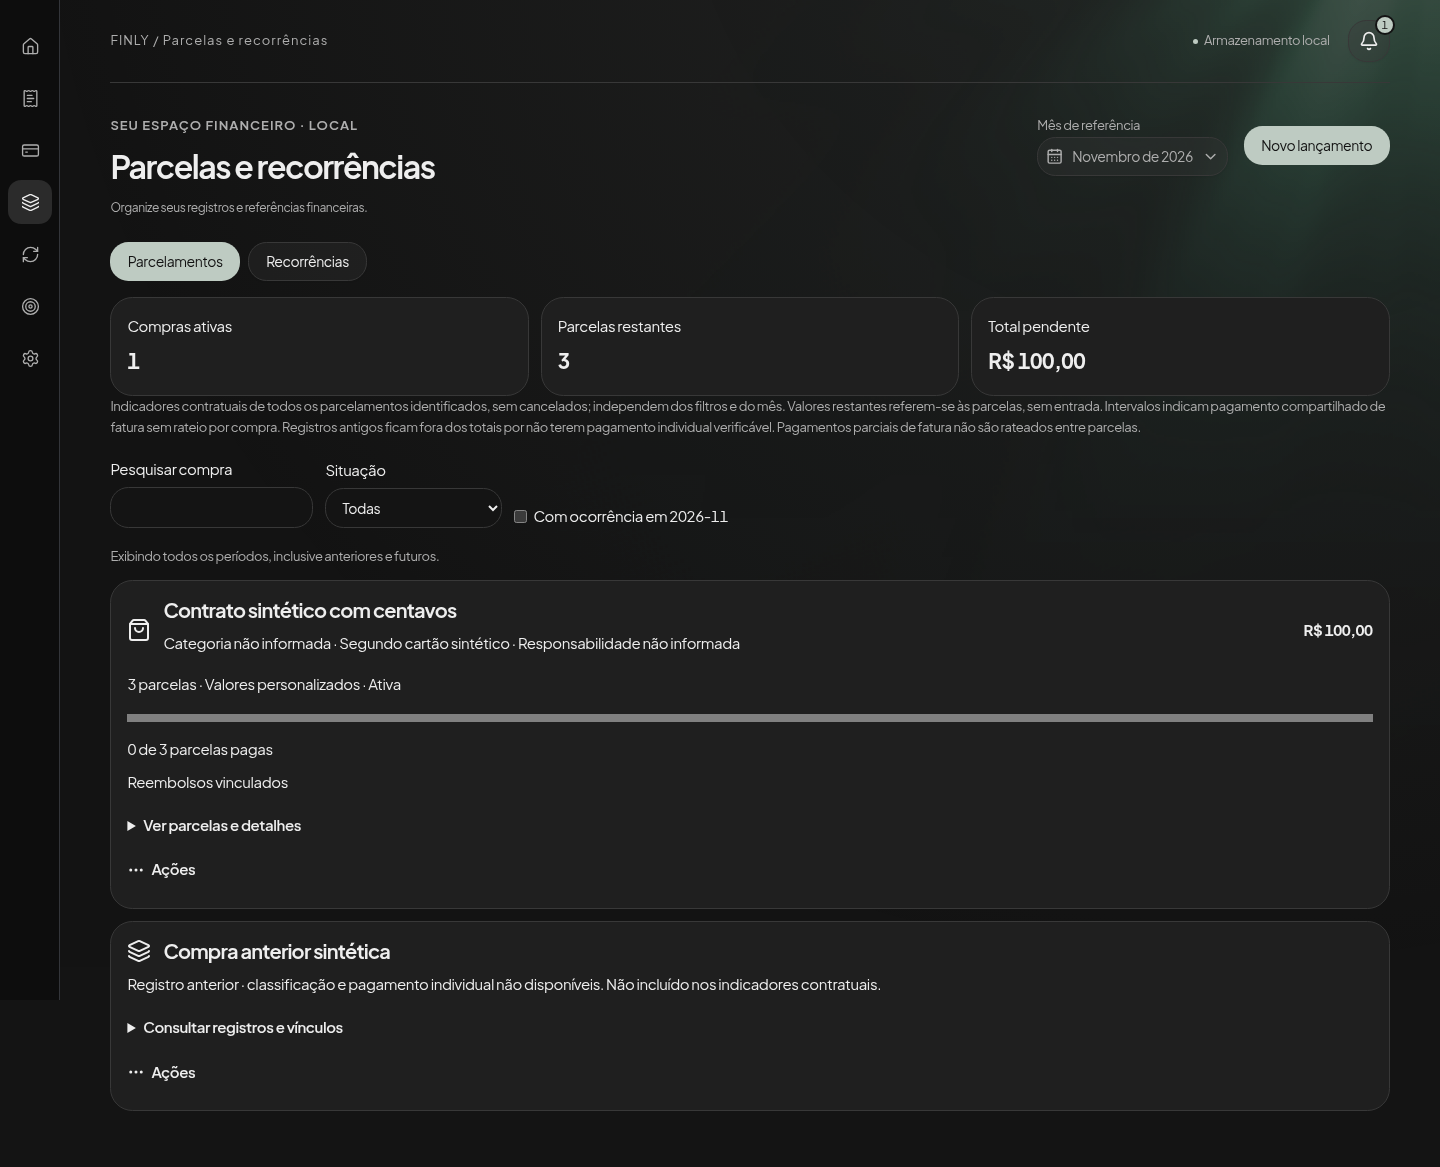 FINLY / Parcelas e recorrências
Armazenamento local
1
SEU ESPAÇO FINANCEIRO · LOCAL
Parcelas e recorrências
Organize seus registros e referências financeiras.
Mês de referência
Novembro de 2026
Novo lançamento
Parcelamentos
Recorrências
Compras ativas
1
Parcelas restantes
3
Total pendente
R$ 100,00
Indicadores contratuais de todos os parcelamentos identificados, sem cancelados; independem dos filtros e do mês. Valores restantes referem-se às parcelas, sem entrada. Intervalos indicam pagamento compartilhado de
fatura sem rateio por compra. Registros antigos ficam fora dos totais por não terem pagamento individual verificável. Pagamentos parciais de fatura não são rateados entre parcelas.
Pesquisar compra
Situação
Todas
Com ocorrência em 2026-11
Exibindo todos os períodos, inclusive anteriores e futuros.
Contrato sintético com centavos
Categoria não informada · Segundo cartão sintético · Responsabilidade não informada
R$ 100,00
3 parcelas · Valores personalizados · Ativa
0 de 3 parcelas pagas
Reembolsos vinculados
Ver parcelas e detalhes
Ações
Compra anterior sintética
Registro anterior · classificação e pagamento individual não disponíveis. Não incluído nos indicadores contratuais.
Consultar registros e vínculos
Ações